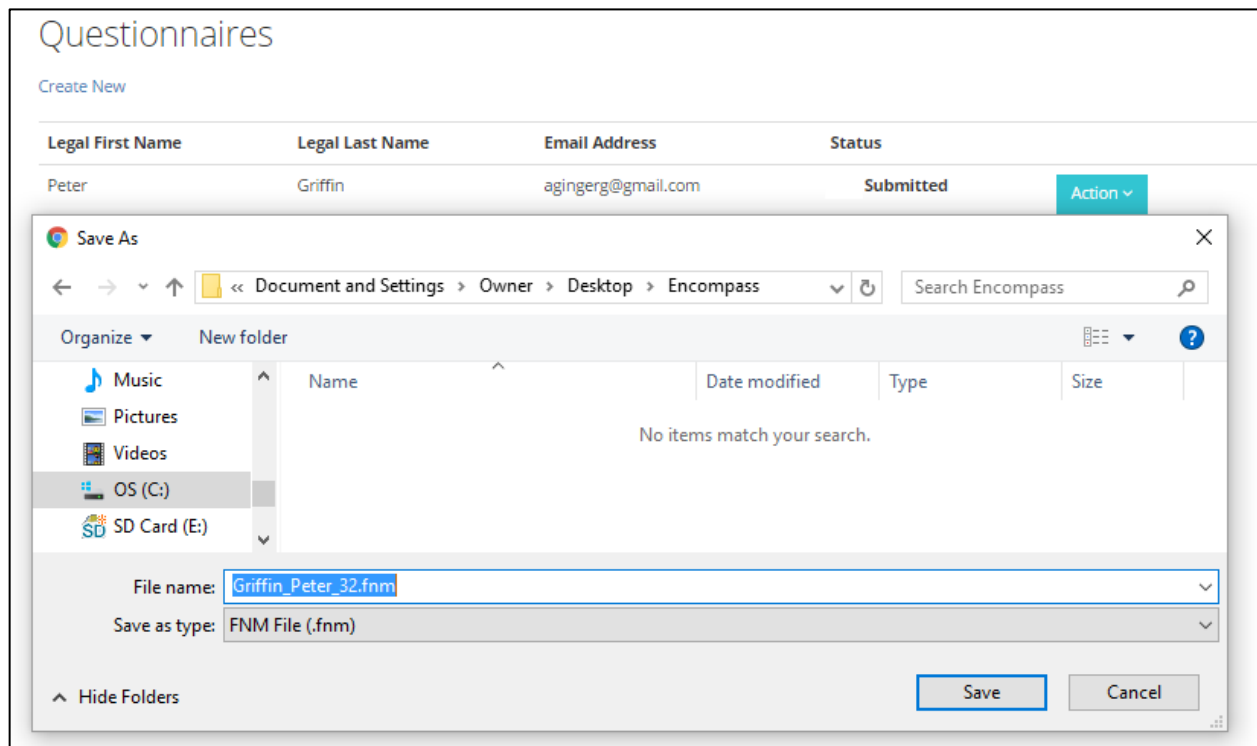 Questionnaires
Create New
Legal First Name Legal Last Name Email Address Status
Peter Griffin agingerg@gmail.com Submitted Action
Save As
« Document and Settings > Owner > Desktop > Encompass Search Encompass
Organize New folder ?
Music Name Date modified Type Size
Pictures
No items match your search.
Videos
OS (C:)
SD SD Card (E:)
File name: Griffin_Peter_32.fnm
Save as type: FNM File (.fnm)
Hide Folders Save Cancel